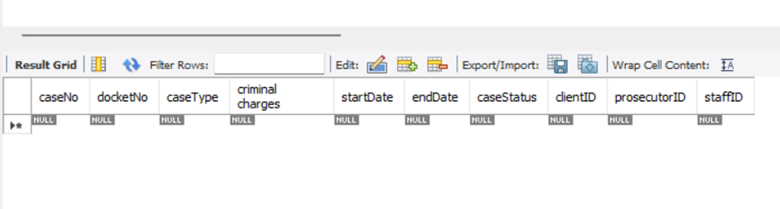 Result Grid Filter Rows: Edit: Export/Import: Wrap Cell Content: IA
caseNo docketNo caseType criminal charges startDate endDate caseStatus clientID prosecutorID staffID
NULL NULL NULL NULL NULL NULL NULL NULL NULL NULL